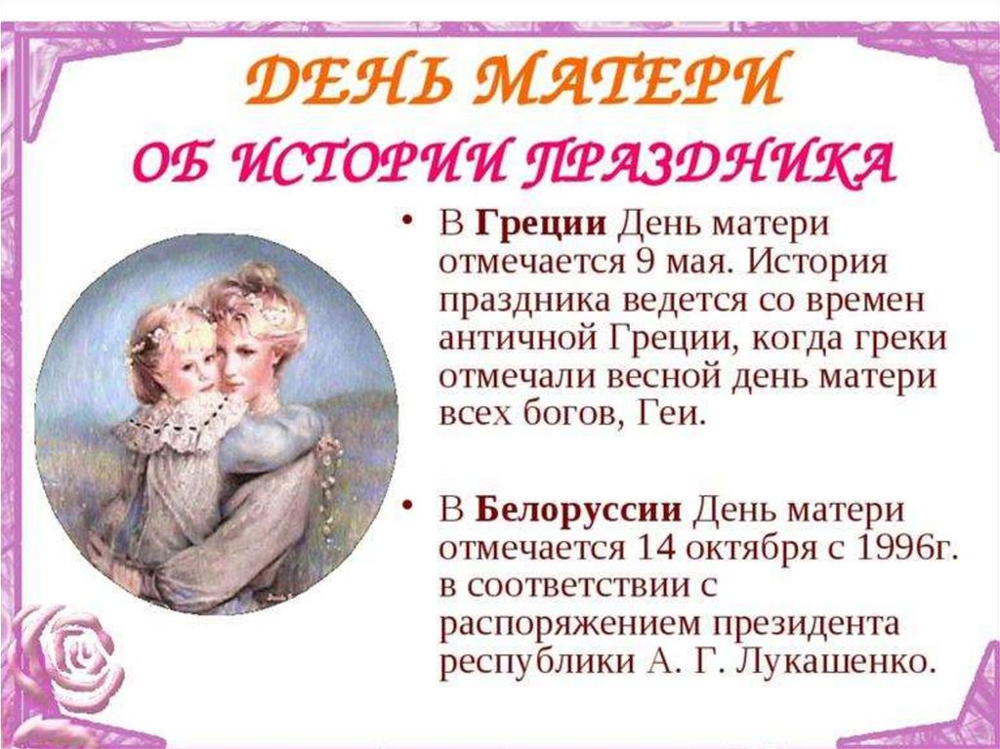 ДЕНЬ МАТЕРИ
ОБ ИСТОРИИ ПРАЗДНИКА
• В Греции День матери
отмечается 9 мая. История
праздника ведется со времен
античной Греции, когда греки
отмечали весной день матери
всех богов, Геи.
• В Белоруссии День матери
отмечается 14 октября с 1996г.
в соответствии с
распоряжением президента
республики А. Г. Лукашенко.